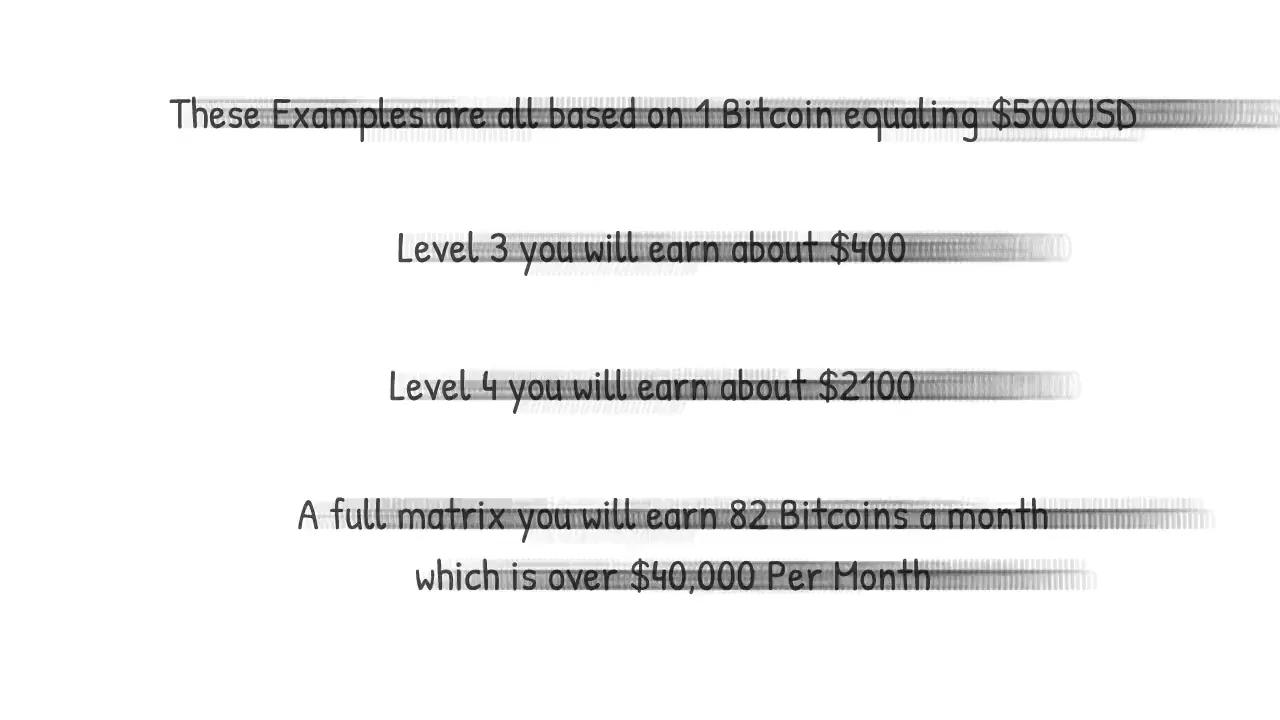 These Examples are all based on 1 Bitcoin equaling $500USD
Level 3 you will earn about $400
Level 4 you will earn about $2100
A full matrix you will earn 82 Bitcoins a month
which is over $40,000 Per Month